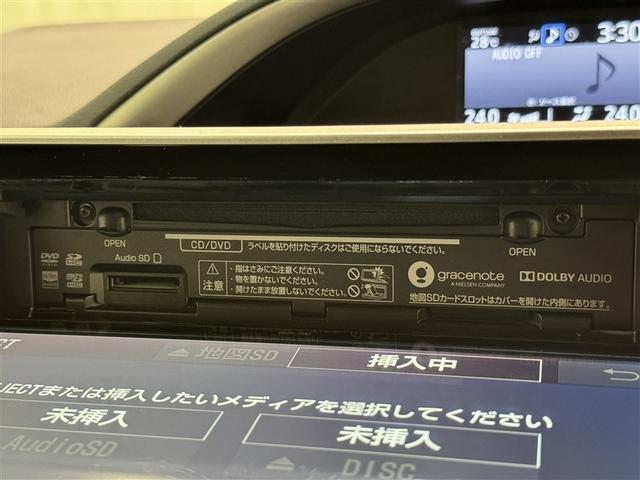 28℃
3:30
AUDIO OFF
24.0
24.0
OPEN
CD/DVD
ラベルを貼り付けたディスクはご使用にならないでください。
OPEN
Audio SD
DVD
注意
・指はさみにご注意ください。
・物を置かないでください。
・開けたまま放置しないでください。
gracenote
A NIELSEN COMPANY
DOLBY AUDIO
地図SDカードスロットはカバーを開けた内側にあります。
CT
地図SD
挿入中
JECTまたは挿入したいメディアを選択してください
未挿入
未挿入
AudioSD
DISC